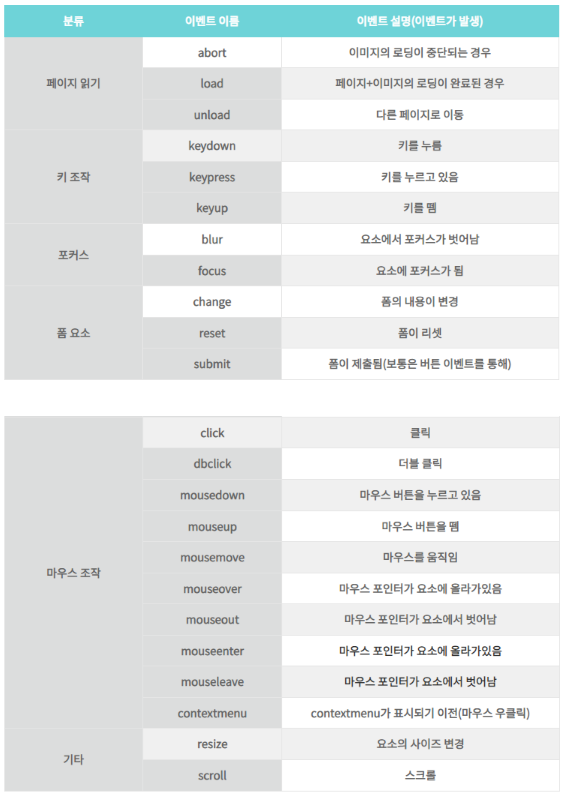 분류 이벤트 이름 이벤트 설명(이벤트가 발생)
페이지 읽기
abort 이미지의 로딩이 중단되는 경우
load 페이지+이미지의 로딩이 완료된 경우
unload 다른 페이지로 이동
키 조작
keydown 키를 누름
keypress 키를 누르고 있음
keyup 키를 뗌
포커스
blur 요소에서 포커스가 벗어남
focus 요소에 포커스가 됨
폼 요소
change 폼의 내용이 변경
reset 폼이 리셋
submit 폼이 제출됨(보통은 버튼 이벤트를 통해)
마우스 조작
click 클릭
dbclick 더블 클릭
mousedown 마우스 버튼을 누르고 있음
mouseup 마우스 버튼을 뗌
mousemove 마우스를 움직임
mouseover 마우스 포인터가 요소에 올라가있음
mouseout 마우스 포인터가 요소에서 벗어남
mouseenter 마우스 포인터가 요소에 올라가있음
mouseleave 마우스 포인터가 요소에서 벗어남
contextmenu contextmenu가 표시되기 이전(마우스 우클릭)
기타
resize 요소의 사이즈 변경
scroll 스크롤